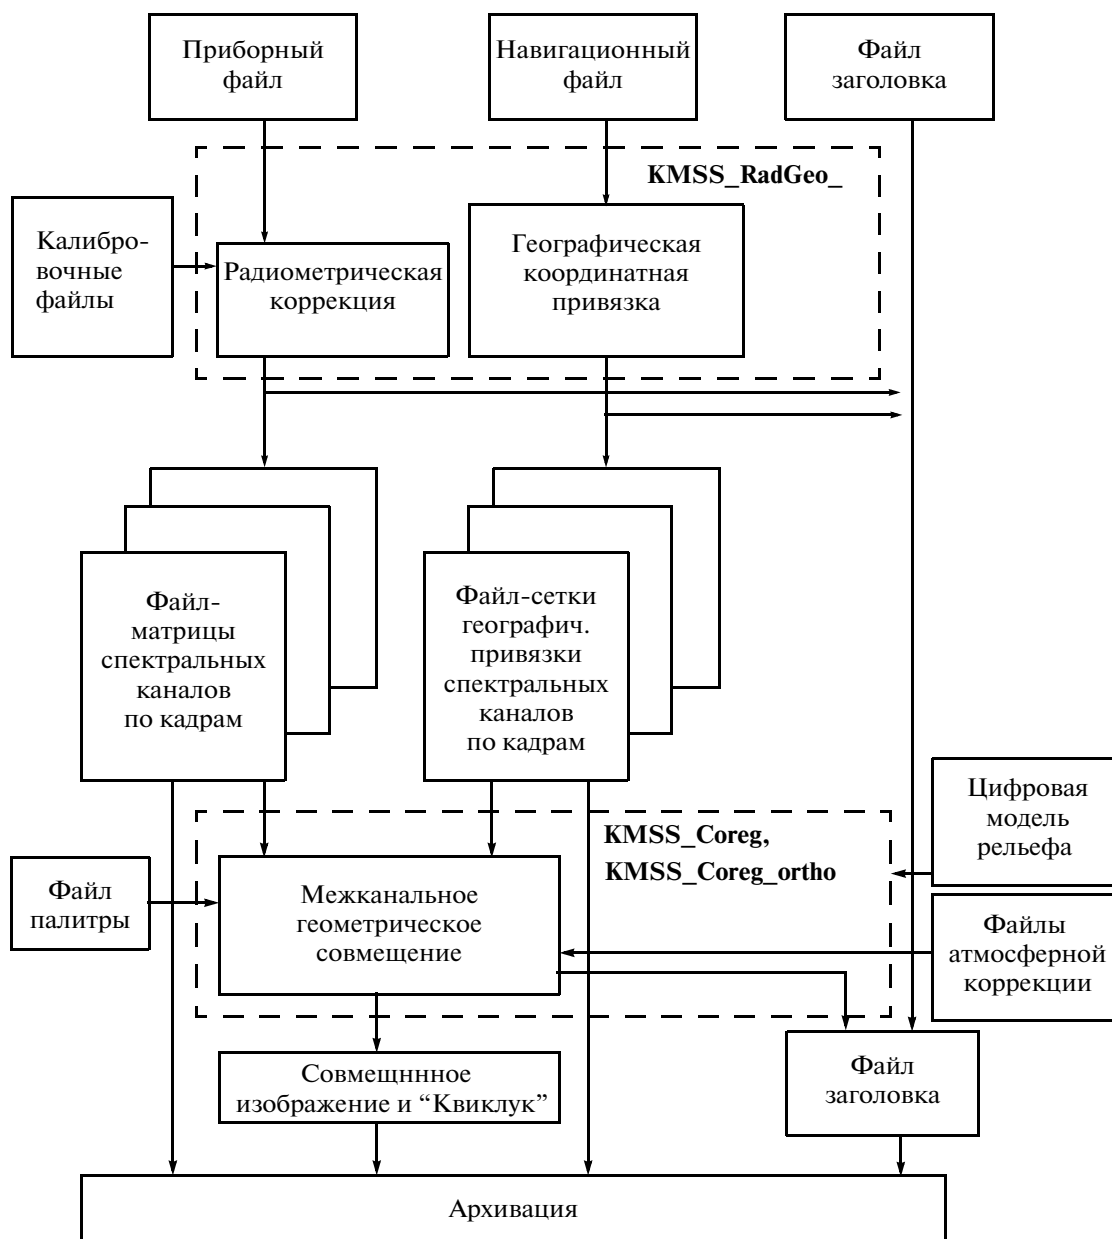 Приборный
файл
Навигационный
файл
Файл
заголовка
KMSS_RadGeo_
Калибро-
вочные
файлы
Радиометрическая
коррекция
Географическая
координатная
привязка
Файл-
матрицы
спектральных
каналов
по кадрам
Файл-сетки
географич.
привязки
спектральных
каналов
по кадрам
Цифровая
модель
рельефа
KMSS_Coreg,
KMSS_Coreg_ortho
Файл
палитры
Межканальное
геометрическое
совмещение
Файлы
атмосферной
коррекции
Совмещннное
изображение и “Квиклук”
Файл
заголовка
Архивация